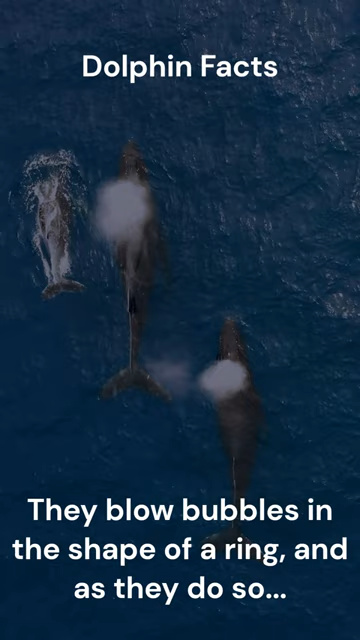 Dolphin Facts
They blow bubbles in
the shape of a ring, and
as they do so...